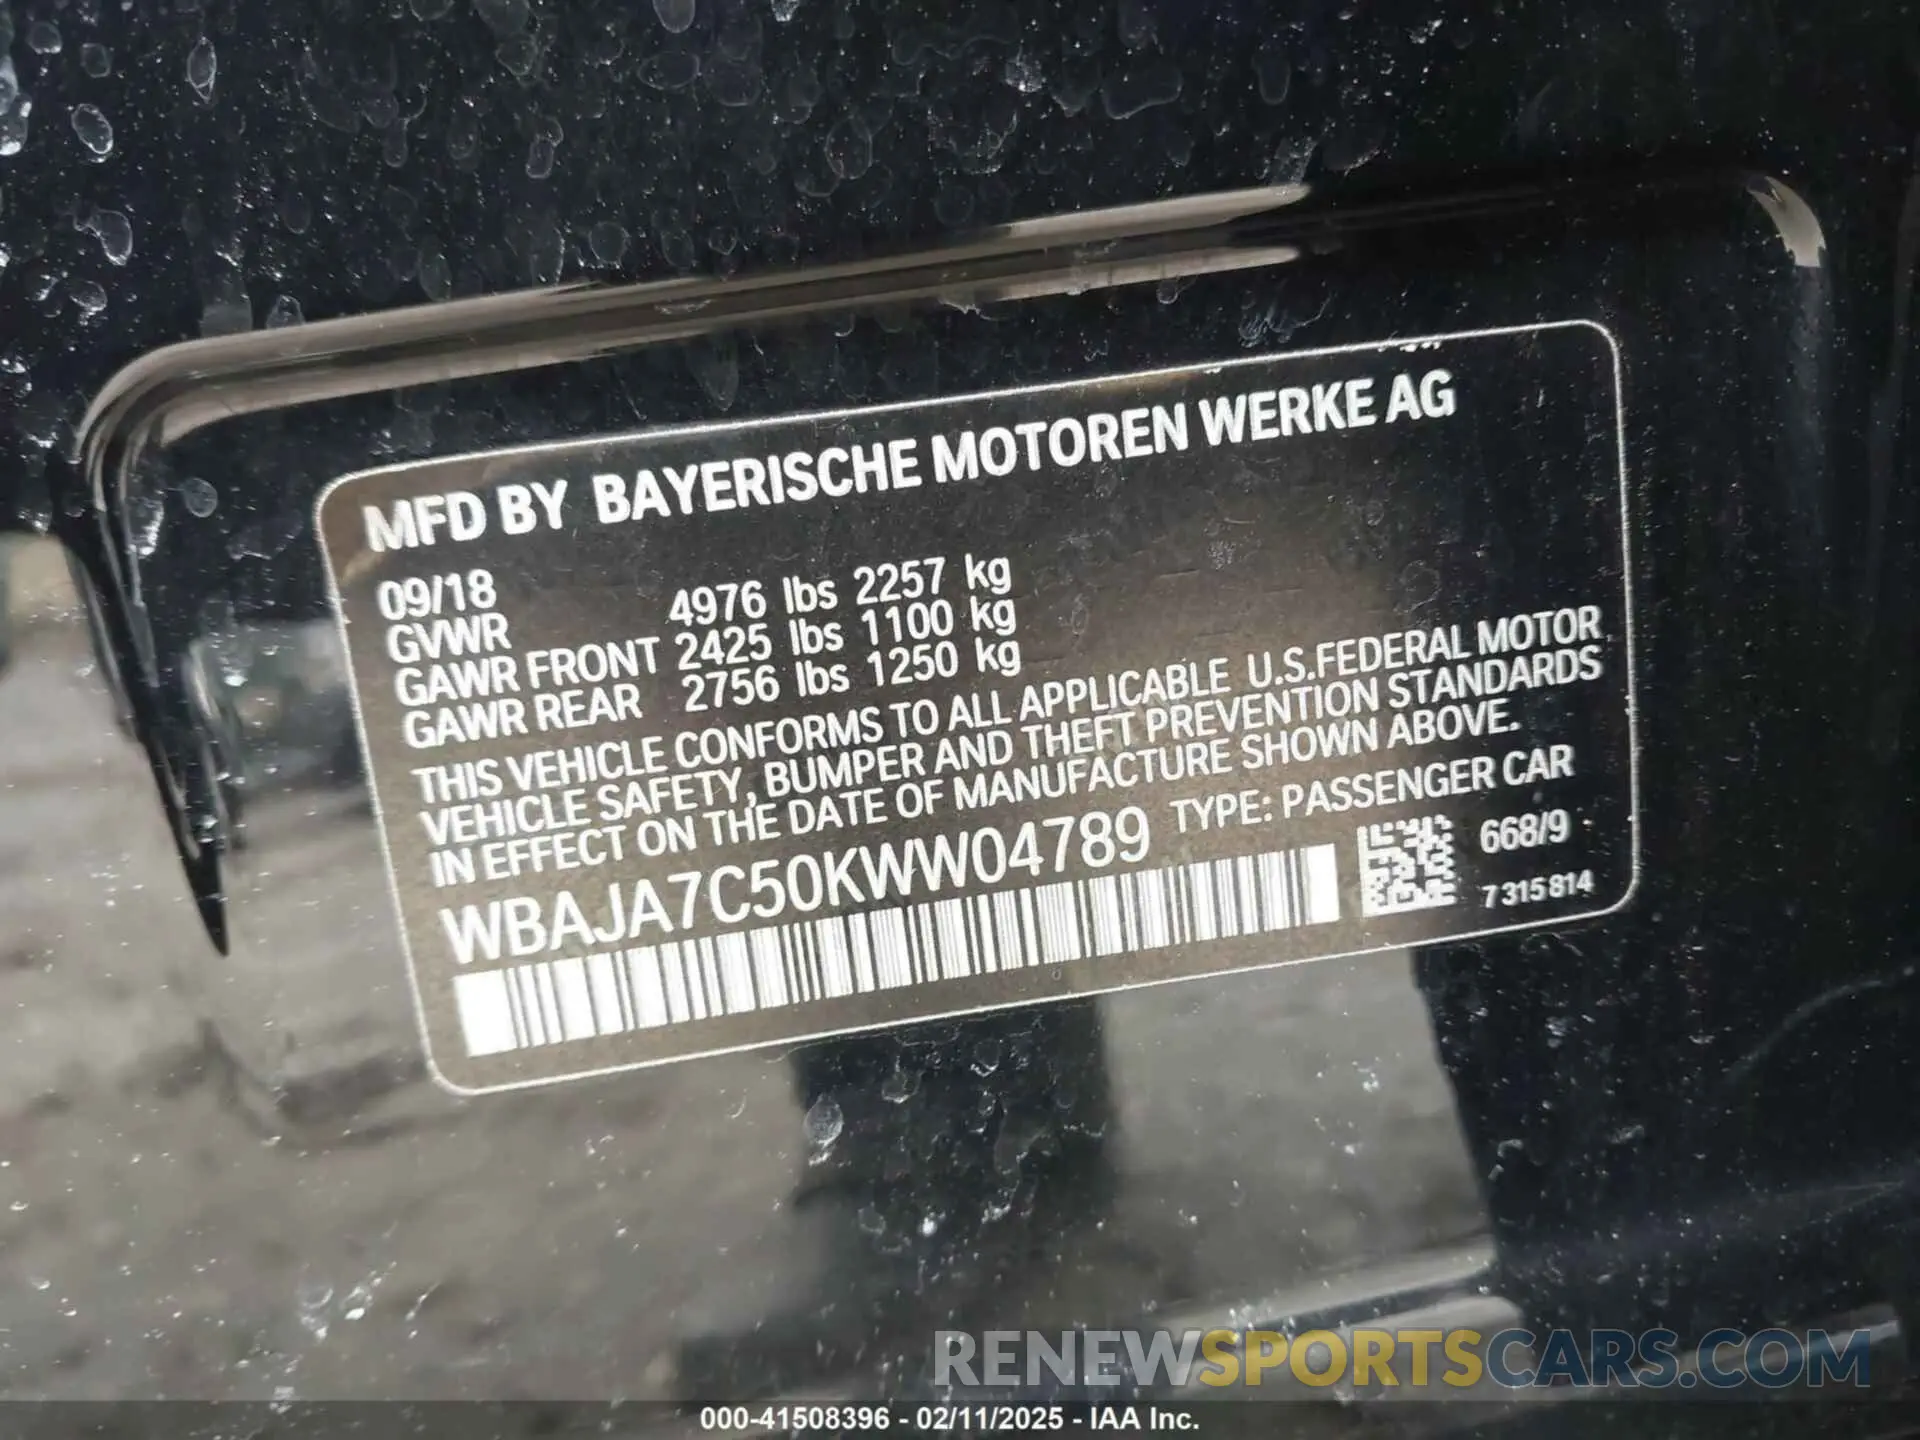 MFD BY BAYERISCHE MOTOREN WERKE AG
09/18
GVWR 4976 lbs 2257 kg
GAWR FRONT 2425 lbs 1100 kg
GAWR REAR 2756 lbs 1250 kg
THIS VEHICLE CONFORMS TO ALL APPLICABLE U.S.FEDERAL MOTOR
VEHICLE SAFETY, BUMPER AND THEFT PREVENTION STANDARDS
IN EFFECT ON THE DATE OF MANUFACTURE SHOWN ABOVE.
WBAJA7C50KWW04789 TYPE: PASSENGER CAR
668/9
7 315 814
RENEWSPORTSCARS.COM
000-41508396 - 02/11/2025 - IAA Inc.